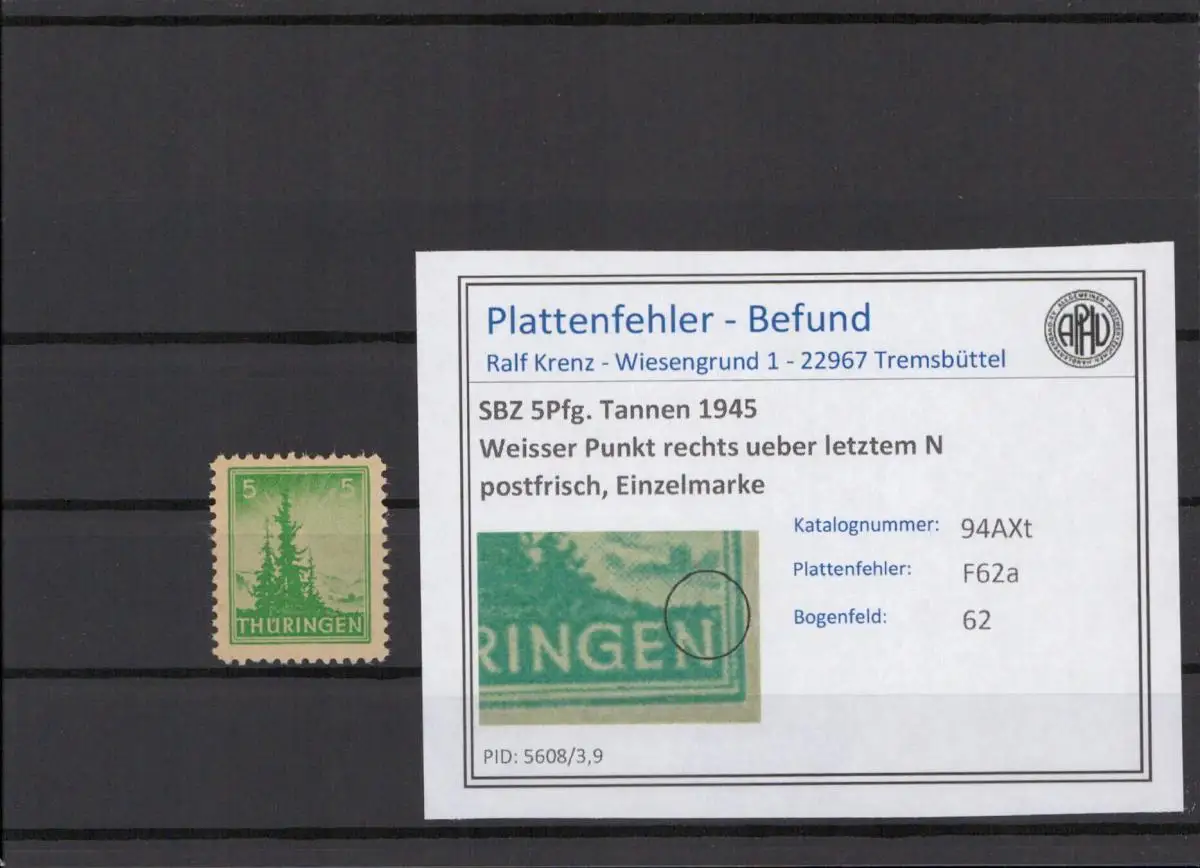 5 5
THÜRINGEN
Plattenfehler - Befund
Ralf Krenz - Wiesengrund 1 - 22967 Tremsbüttel
APHV
SBZ 5Pfg. Tannen 1945
Weisser Punkt rechts ueber letztem N
postfrisch, Einzelmarke
RINGEN
Katalognummer: 94AXt
Plattenfehler: F62a
Bogenfeld: 62
PID: 5608/3,9